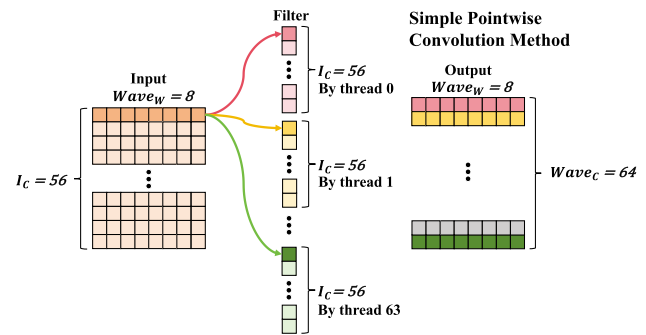 Simple Pointwise
Convolution Method
Input
Wave_W = 8
I_C = 56
Filter
I_C = 56
By thread 0
I_C = 56
By thread 1
I_C = 56
By thread 63
Output
Wave_W = 8
Wave_C = 64